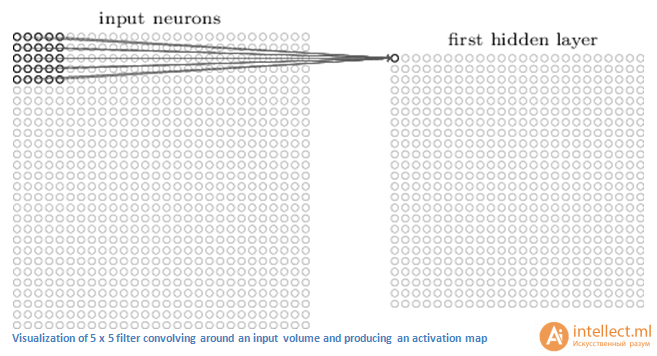 input neurons
first hidden layer
Visualization of 5 x 5 filter convolving around an input volume and producing an activation map
Ai
intellect.ml
Искусственный разум